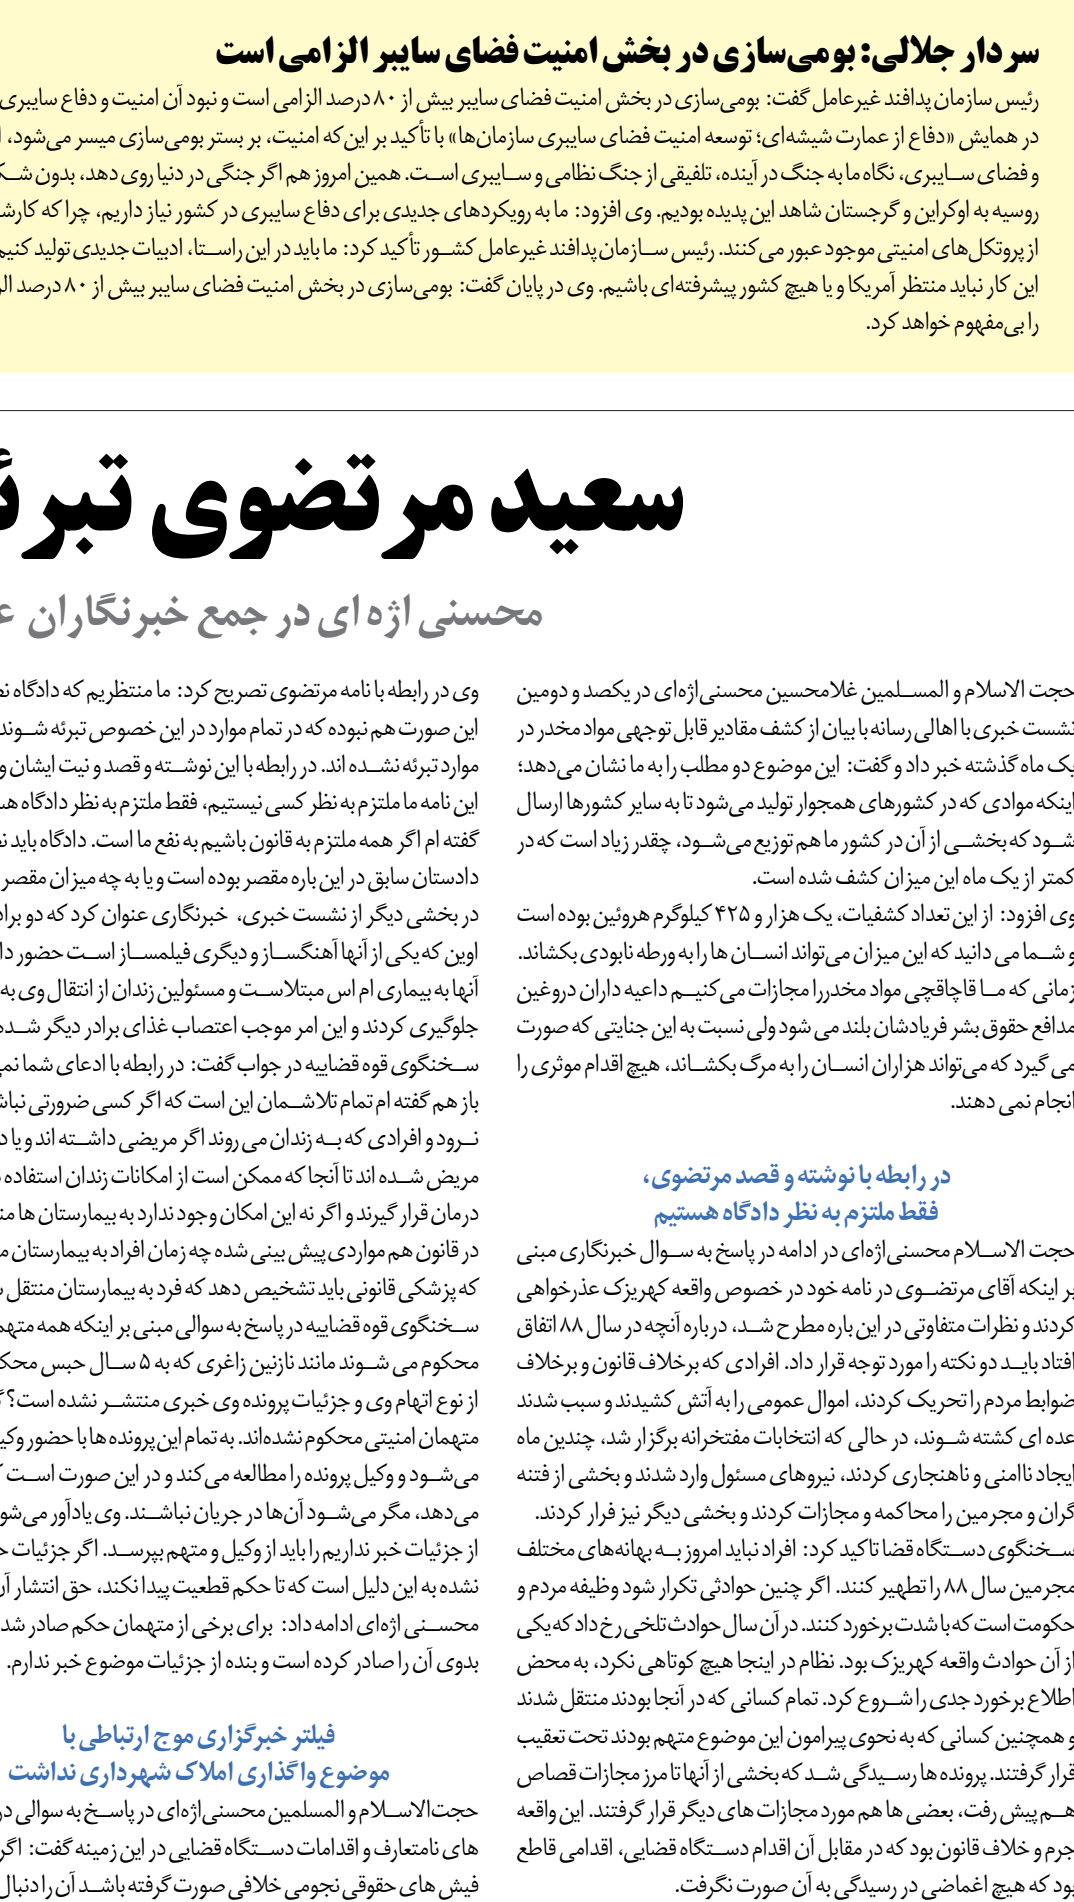 سردار جلالی: بومی‌سازی در بخش امنیت فضای سایبر الزامی است
رئیس سازمان پدافند غیرعامل گفت: بومی‌سازی در بخش امنیت فضای سایبر بیش از ۸۰ درصد الزامی است و نبود آن امنیت و دفاع سایبری
در همایش «دفاع از عمارت شیشه‌ای؛ توسعه امنیت فضای سایبری سازمان‌ها» با تأکید بر این‌که امنیت، بر بستر بومی‌سازی میسر می‌شود،
و فضای سایبری، نگاه ما به جنگ در آینده، تلفیقی از جنگ نظامی و سایبری است. همین امروز هم اگر جنگی در دنیا روی دهد، بدون
روسیه به اوکراین و گرجستان شاهد این پدیده بودیم. وی افزود: ما به رویکردهای جدیدی برای دفاع سایبری در کشور نیاز داریم، چرا که
از پروتکل‌های امنیتی موجود عبور می‌کنند. رئیس سازمان پدافند غیرعامل کشور تأکید کرد: ما باید در این راستا، ادبیات جدیدی تولید کنیم
این کار نباید منتظر آمریکا و یا هیچ کشور پیشرفته‌ای باشیم. وی در پایان گفت: بومی‌سازی در بخش امنیت فضای سایبر بیش از ۸۰ درصد
را بی‌مفهوم خواهد کرد.
سعید مرتضوی
محسنی اژه ای در جمع خبرنگاران
حجت الاسلام و المسلمین غلامحسین محسنی‌اژه‌ای در یکصد و دومین
نشست خبری با اهالی رسانه با بیان از کشف مقادیر قابل توجهی مواد مخدر در
یک ماه گذشته خبر داد و گفت: این موضوع دو مطلب را به ما نشان می‌دهد؛
اینکه موادی که در کشورهای همجوار تولید می‌شود تا به سایر کشورها ارسال
شود که بخشی از آن در کشور ما هم توزیع می‌شود، چقدر زیاد است که در
کمتر از یک ماه این میزان کشف شده است.
وی افزود: از این تعداد کشفیات، یک هزار و ۴۲۵ کیلوگرم هروئین بوده است
و شما می دانید که این میزان می‌تواند انسان ها را به ورطه نابودی بکشاند.
زمانی که ما قاچاقچی مواد مخدررا مجازات می‌کنیم داعیه داران دروغین
مدافع حقوق بشر فریادشان بلند می شود ولی نسبت به این جنایتی که صورت
می گیرد که می‌تواند هزاران انسان را به مرگ بکشاند، هیچ اقدام موثری را
انجام نمی دهند.
در رابطه با نوشته و قصد مرتضوی،
فقط ملتزم به نظر دادگاه هستیم
حجت الاسلام محسنی‌اژه‌ای در ادامه در پاسخ به سوال خبرنگاری مبنی
بر اینکه آقای مرتضوی در نامه خود در خصوص واقعه کهریزک عذرخواهی
کردند و نظرات متفاوتی در این باره مطرح شد، درباره آنچه در سال ۸۸ اتفاق
افتاد باید دو نکته را مورد توجه قرار داد. افرادی که برخلاف قانون و برخلاف
ضوابط مردم را تحریک کردند، اموال عمومی را به آتش کشیدند و سبب شدند
عده ای کشته شوند، در حالی که انتخابات مفتخرانه برگزار شد، چندین ماه
ایجاد ناامنی و ناهنجاری کردند، نیروهای مسئول وارد شدند و بخشی از فتنه
گران و مجرمین را محاکمه و مجازات کردند و بخشی دیگر نیز فرار کردند.
سخنگوی دستگاه قضا تاکید کرد: افراد نباید امروز به بهانه‌های مختلف
مجرمین سال ۸۸ را تطهیر کنند. اگر چنین حوادثی تکرار شود وظیفه مردم و
حکومت است که با شدت برخورد کنند. در آن سال حوادث تلخی رخ داد که یکی
از آن حوادث واقعه کهریزک بود. نظام در اینجا هیچ کوتاهی نکرد، به محض
اطلاع برخورد جدی را شروع کرد. تمام کسانی که در آنجا بودند منتقل شدند
و همچنین کسانی که به نحوی پیرامون این موضوع متهم بودند تحت تعقیب
قرار گرفتند. پرونده ها رسیدگی شد که بخشی از آنها تا مرز مجازات قصاص
هم پیش رفت، بعضی ها هم مورد مجازات های دیگر قرار گرفتند. این واقعه
جرم و خلاف قانون بود که در مقابل آن اقدام دستگاه قضایی، اقدامی قاطع
بود که هیچ اغماضی در رسیدگی به آن صورت نگرفت.
وی در رابطه با نامه مرتضوی تصریح کرد: ما منتظریم که دادگاه
این صورت هم نبوده که در تمام موارد در این خصوص تبرئه شوند
موارد تبرئه نشده اند. در رابطه با این نوشته و قصد و نیت ایشان و
این نامه ما ملتزم به نظر کسی نیستیم، فقط ملتزم به نظر دادگاه
گفته ام اگر همه ملتزم به قانون باشیم به نفع ما است. دادگاه باید
دادستان سابق در این باره مقصر بوده است و یا به چه میزان مقصر
در بخشی دیگر از نشست خبری، خبرنگاری عنوان کرد که دو
اوین که یکی از آنها آهنگساز و دیگری فیلمساز است حضور
آنها به بیماری ام اس مبتلاست و مسئولین زندان از انتقال وی به
جلوگیری کردند و این امر موجب اعتصاب غذای برادر دیگر
سخنگوی قوه قضاییه در جواب گفت: در رابطه با ادعای شما
باز هم گفته ام تمام تلاشمان این است که اگر کسی ضرورتی
نرود و افرادی که به زندان می روند اگر مریضی داشته اند و یا
مریض شده اند تا آنجا که ممکن است از امکانات زندان استفاده
درمان قرار گیرند و اگر نه این امکان وجود ندارد به بیمارستان ها
در قانون هم مواردی پیش بینی شده چه زمان افراد به بیمارستان
که پزشکی قانونی باید تشخیص دهد که فرد به بیمارستان منتقل
سخنگوی قوه قضاییه در پاسخ به سوالی مبنی بر اینکه همه
محکوم می شوند مانند نازنین زاغری که به ۵ سال حبس
از نوع اتهام وی و جزئیات پرونده وی خبری منتشر نشده است؟
متهمان امنیتی محکوم نشده‌اند. به تمام این پرونده ها با حضور
می‌شود و وکیل پرونده را مطالعه می‌کند و در این صورت است
می‌دهد، مگر می‌شود آن‌ها در جریان نباشند. وی یادآور
از جزئیات خبر نداریم را باید از وکیل و متهم بپرسد. اگر جزئیات
نشده به این دلیل است که تا حکم قطعیت پیدا نکند، حق انتشار
محسنی اژه‌ای ادامه داد: برای برخی از متهمان حکم صادر
بدوی آن را صادر کرده است و بنده از جزئیات موضوع خبر ندارم.
فیلتر خبرگزاری موج ارتباطی با
موضوع واگذاری املاک شهرداری نداشت
حجت‌الاسلام و المسلمین محسنی‌اژه‌ای در پاسخ به سوالی
های نامتعارف و اقدامات دستگاه قضایی در این زمینه گفت: اگر
فیش های حقوقی نجومی خلافی صورت گرفته باشد آن را دنبال